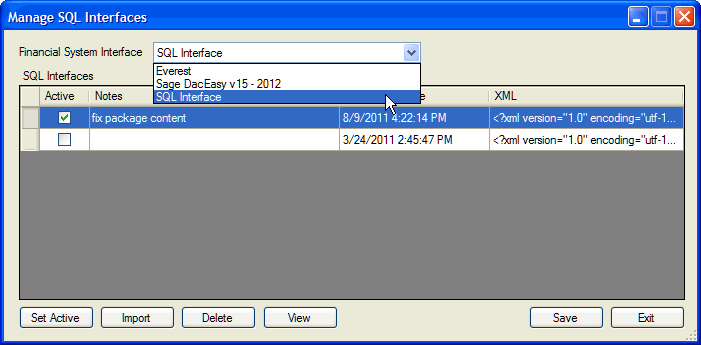 Manage SQL Interfaces
Financial System Interface SQL Interface
Everest
Sage DacEasy v15 - 2012
SQL Interface
SQL Interfaces
Active Notes XML
fix package content 8/9/2011 4:22:14 PM <?xml version="1.0" encoding="utf-1...
3/24/2011 2:45:47 PM <?xml version="1.0" encoding="utf-1...
Set Active Import Delete View Save Exit